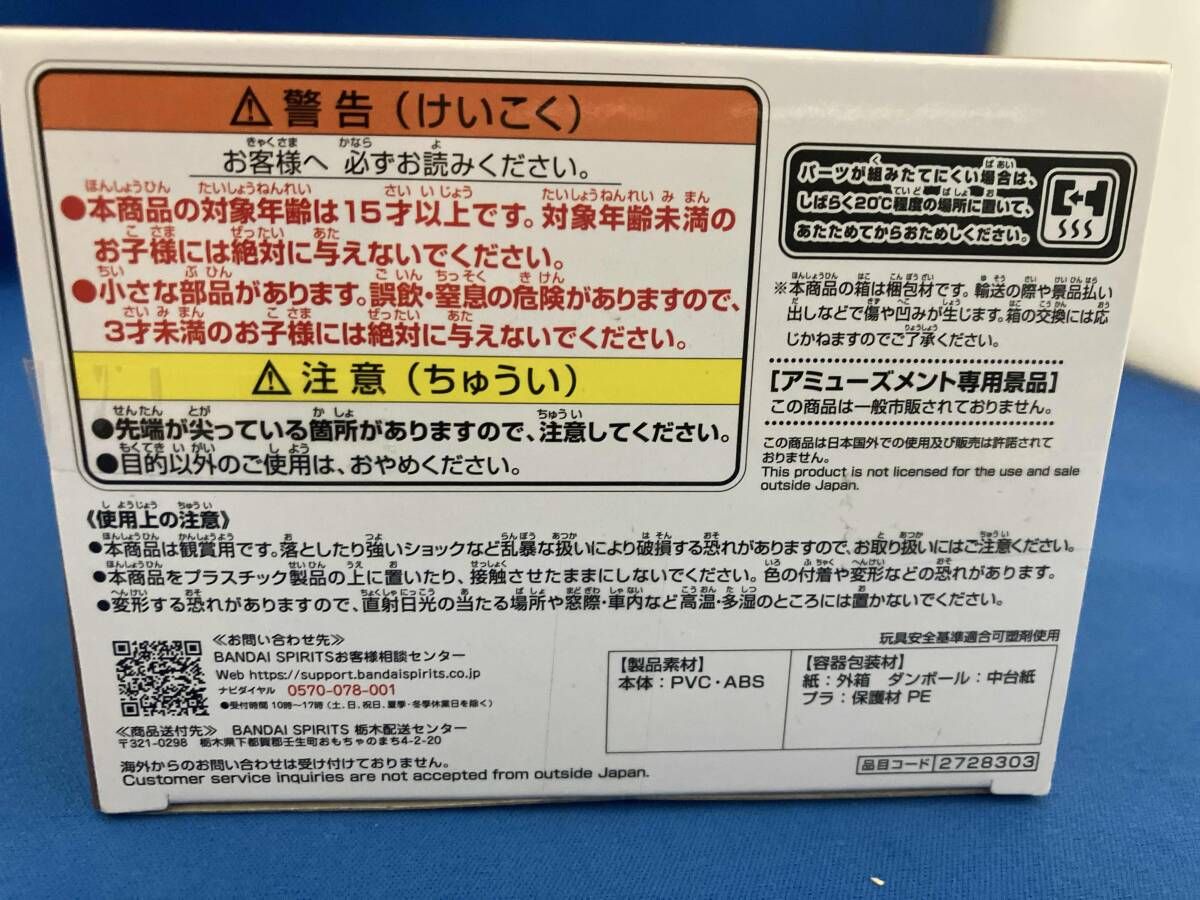 ⚠警告(けいこく)
お客様へ 必ずお読みください。
●本商品の対象年齢は15才以上です。対象年齢未満の
お子様には絶対に与えないでください。
●小さな部品があります。誤飲・窒息の危険がありますので、
3才未満のお子様には絶対に与えないでください。
⚠注意(ちゅうい)
●先端が尖っている箇所がありますので、注意してください。
●目的以外のご使用は、おやめください。
パーツが組みたてにくい場合は、
しばらく20℃程度の場所に置いて、
あたためてからおためしください。
※本商品の箱は梱包材です。輸送の際や景品払い
出しなどで傷や凹みが生じます。箱の交換には応
じかねますのでご了承ください。
[アミューズメント専用景品]
この商品は一般市販されておりません。
この商品は日本国外での使用及び販売は許諾されて
おりません。
This product is not licensed for the use and sale
outside Japan.
《使用上の注意》
●本商品は観賞用です。落としたり強いショックなど乱暴な扱いにより破損する恐れがありますので、お取り扱いにはご注意ください。
●本商品をプラスチック製品の上に置いたり、接触させたままにしないでください。色の付着や変形などの恐れがあります。
●変形する恐れがありますので、直射日光の当たる場所や窓際・車内など高温・多湿のところには置かないでください。
≪お問い合わせ先≫
BANDAI SPIRITSお客様相談センター
Web https://support.bandaispirits.co.jp
ナビダイヤル 0570-078-001
●受付時間 10時〜17時(土、日、祝日、夏季・冬季休業日を除く)
≪商品送付先≫ BANDAI SPIRITS 栃木配送センター
〒321-0298 栃木県下都賀郡壬生町おもちゃのまち4-2-20
海外からのお問い合わせは受け付けておりません。
Customer service inquiries are not accepted from outside Japan.
玩具安全基準適合可塑剤使用
【製品素材】
本体:PVC・ABS
【容器包装材】
紙:外箱 ダンボール:中台紙
プラ:保護材 PE
品目コード 2728303